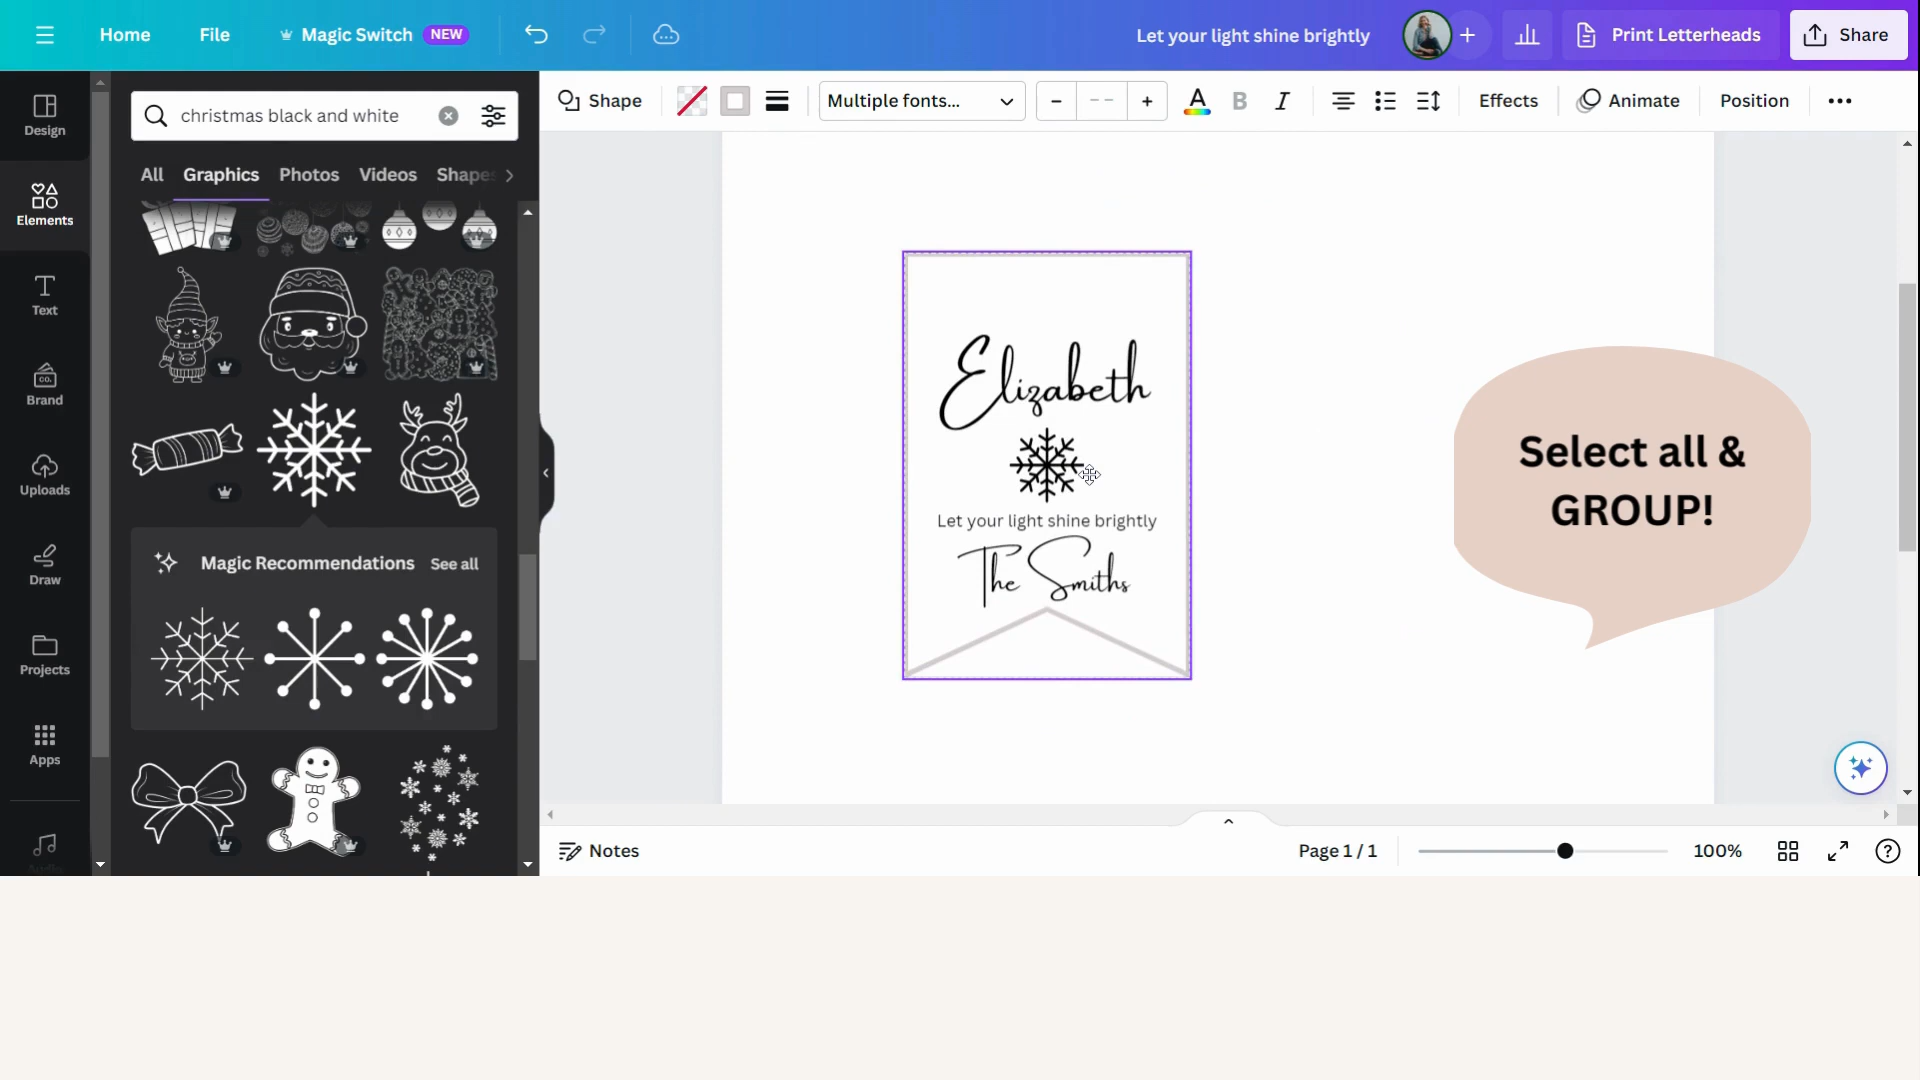 Home
File
Magic Switch
NEW
Let your light shine brightly
Print Letterheads
Share
Design
Elements
Text
Brand
Uploads
Draw
Projects
Apps
christmas black and white
All
Graphics
Photos
Videos
Shapes
Magic Recommendations
See all
Shape
Multiple fonts...
- -
A
B
I
Effects
Animate
Position
Elizabeth
Let your light shine brightly
The Smiths
Select all &
GROUP!
Notes
Page 1 / 1
100%